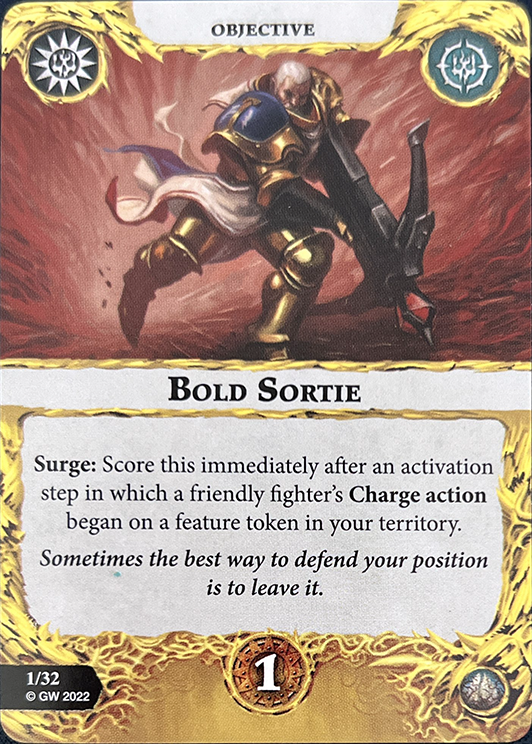 OBJECTIVE
BOLD SORTIE
Surge: Score this immediately after an activation
step in which a friendly fighter's Charge action
began on a feature token in your territory.
Sometimes the best way to defend your position
is to leave it.
1
1/32
© GW 2022